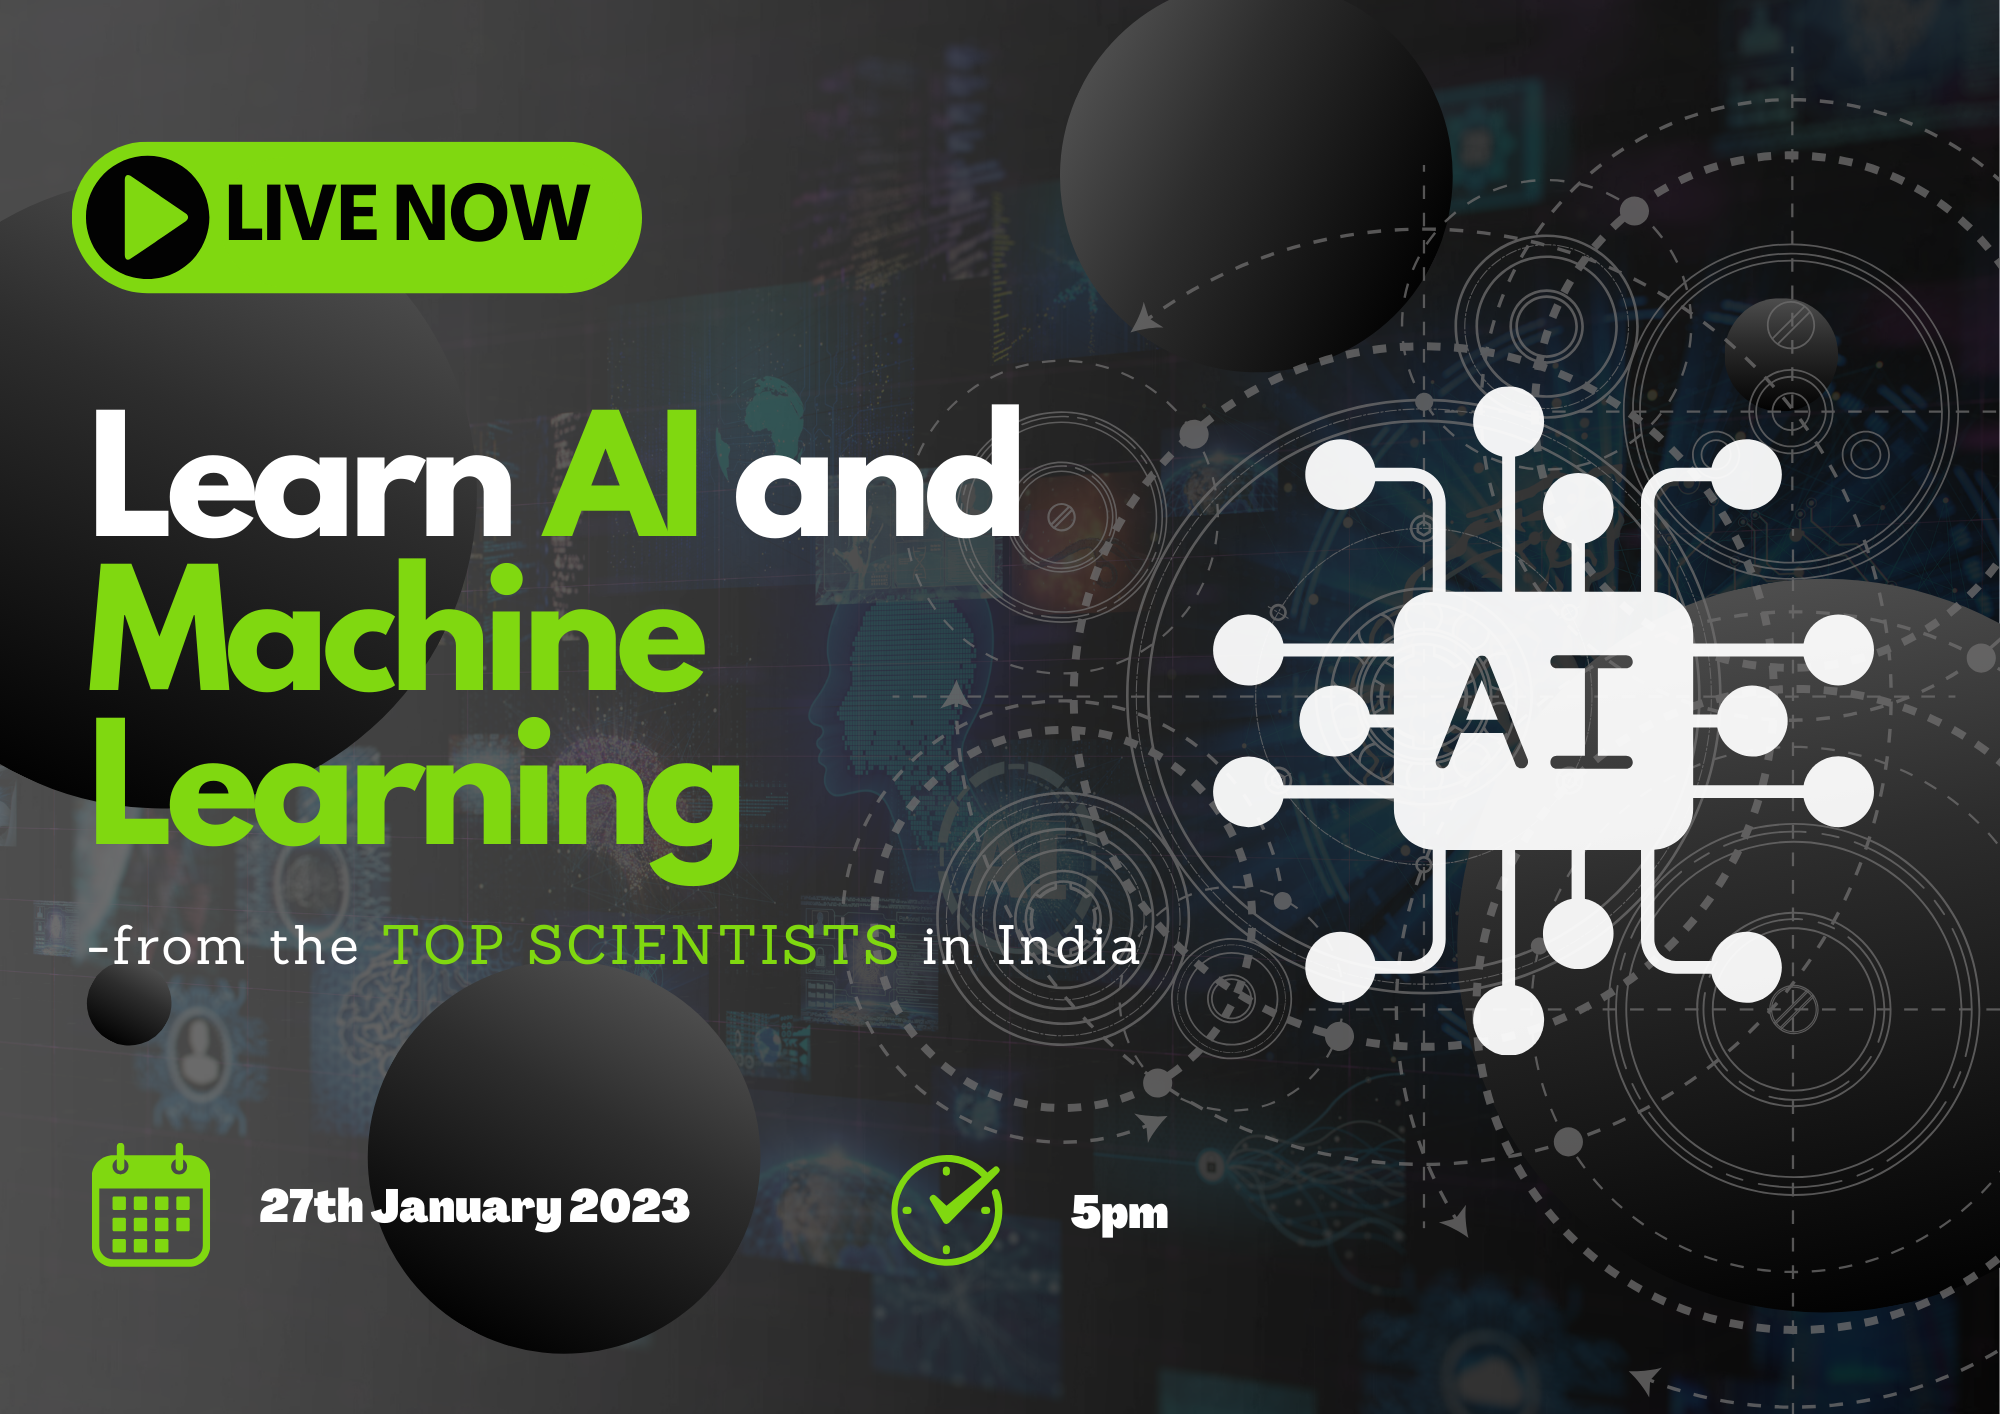 LIVE NOW
Learn AI and
Machine
Learning
-from the TOP SCIENTISTS in India
AI
27th January 2023
5pm